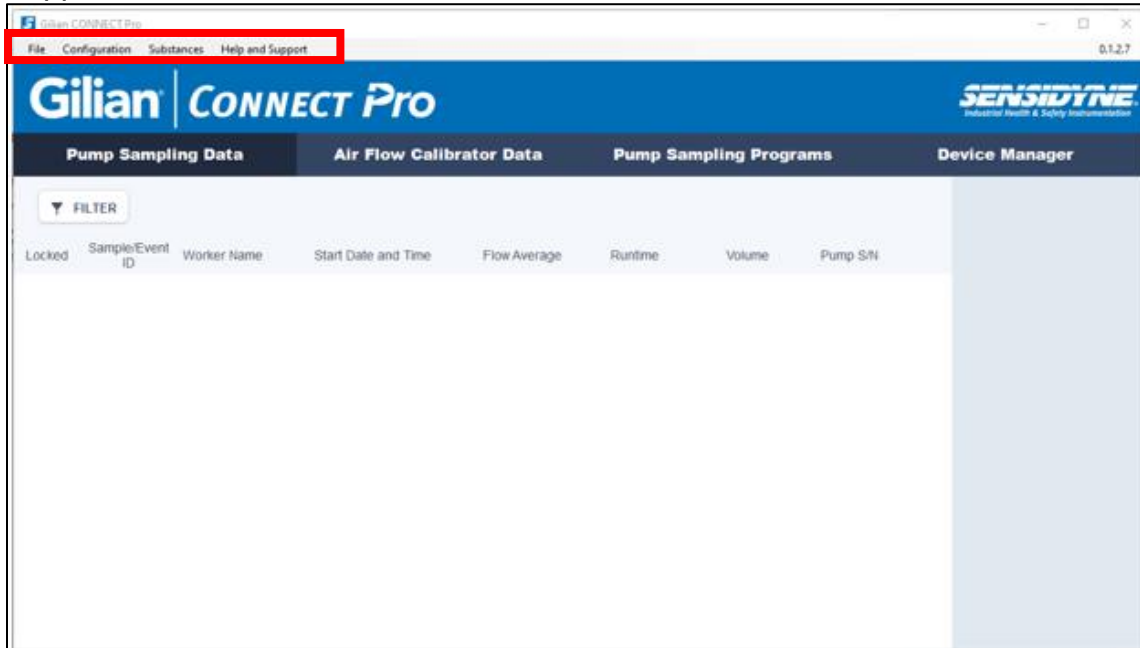 Gilian CONNECT Pro
File Configuration Substances Help and Support 0.1.2.7
Gilian CONNECT Pro SENSIDYNE
Industrial Health & Safety Instrumentation
Pump Sampling Data Air Flow Calibrator Data Pump Sampling Programs Device Manager
FILTER
Locked Sample/Event ID Worker Name Start Date and Time Flow Average Runtime Volume Pump S/N